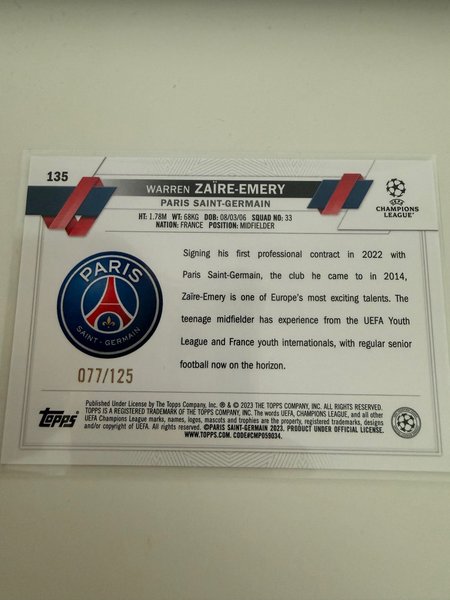 135
WARREN ZAÏRE-EMERY
PARIS SAINT-GERMAIN
HT: 1.78M WT: 68KG DOB: 08/03/06 SQUAD NO: 33
NATION: FRANCE POSITION: MIDFIELDER
UEFA
CHAMPIONS
LEAGUE
Signing his first professional contract in 2022 with
Paris Saint-Germain, the club he came to in 2014,
Zaïre-Emery is one of Europe's most exciting talents. The
teenage midfielder has experience from the UEFA Youth
League and France youth internationals, with regular senior
football now on the horizon.
PARIS
SAINT-GERMAIN
077/125
Topps
Published Under License by The Topps Company, Inc. ® & © 2023 THE TOPPS COMPANY, INC. ALL RIGHTS RESERVED.
TOPPS IS A REGISTERED TRADEMARK OF THE TOPPS COMPANY, INC. The words UEFA, CHAMPIONS LEAGUE, and all
UEFA Champions League marks, names, logos, mascots and trophies are the property, registered trademarks, designs
and/or copyright of UEFA. All rights reserved. ©PARIS SAINT-GERMAIN 2023. PRODUCT UNDER OFFICIAL LICENSE.
WWW.TOPPS.COM. CODE#CMP059034.